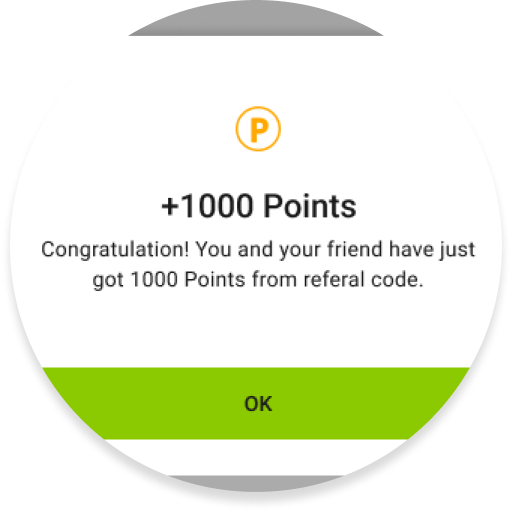 P
+1000 Points
Congratulation! You and your friend have just
got 1000 Points from referal code.
OK